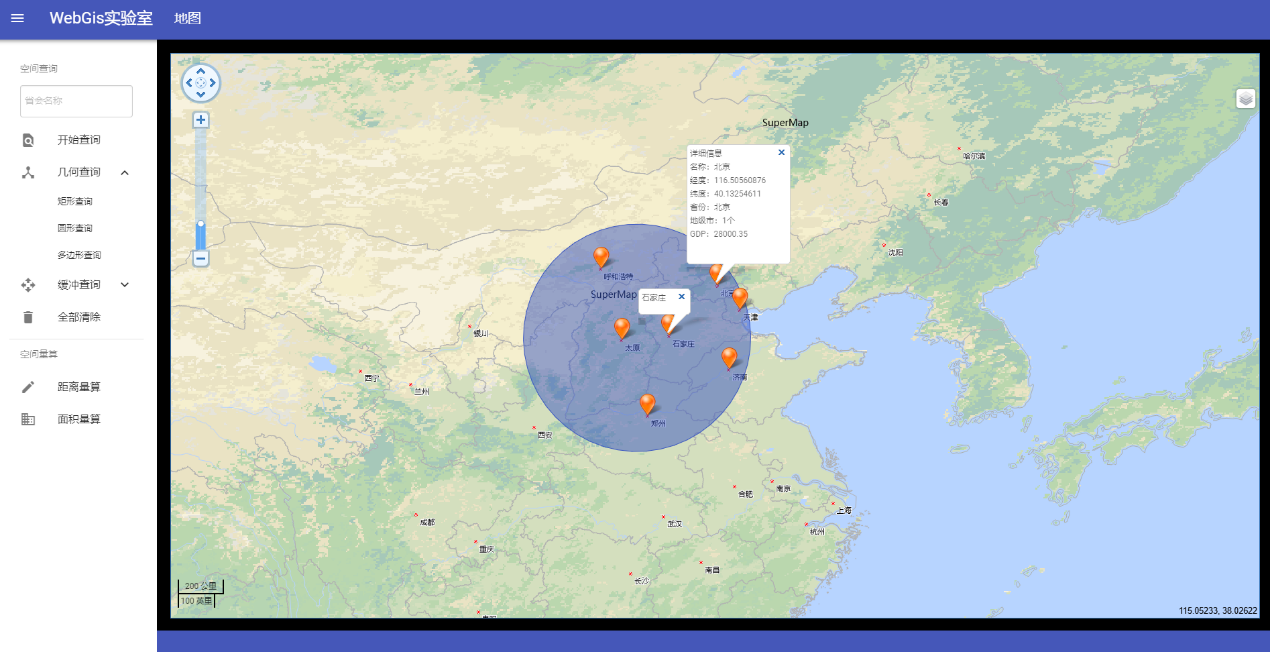 WebGis实验室 地图
空间查询
省会名称
开始查询
几何查询
矩形查询
圆形查询
多边形查询
缓冲查询
全部清除
空间量算
距离量算
面积量算
SuperMap
详细信息
名称：北京
经度：116.50560876
纬度：40.13254611
省份：北京
地级市：1个
GDP：28000.35
哈尔滨
长春
沈阳
呼和浩特
SuperMap
石家庄
北京
天津
银川
太原
石家庄
济南
西宁
兰州
郑州
西安
合肥
南京
上海
成都
武汉
杭州
重庆
南昌
长沙
200 公里
100 英里
115.05233, 38.02622